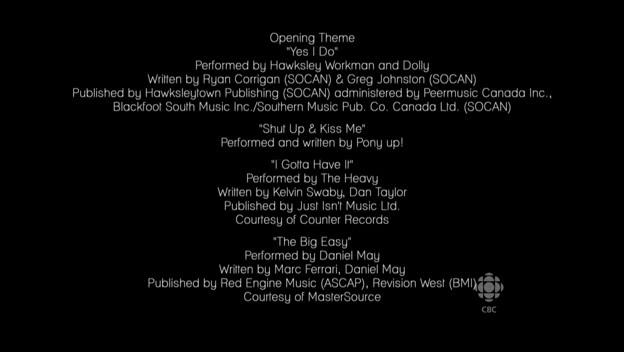 Opening Theme
"Yes I Do"
Performed by Hawksley Workman and Dolly
Written by Ryan Corrigan (SOCAN) & Greg Johnston (SOCAN)
Published by Hawksleytown Publishing (SOCAN) administered by Peermusic Canada Inc.,
Blackfoot South Music Inc./Southern Music Pub. Co. Canada Ltd. (SOCAN)
"Shut Up & Kiss Me"
Performed and written by Pony up!
"I Gotta Have It"
Performed by The Heavy
Written by Kelvin Swaby, Dan Taylor
Published by Just Isn't Music Ltd.
Courtesy of Counter Records
"The Big Easy"
Performed by Daniel May
Written by Marc Ferrari, Daniel May
Published by Red Engine Music (ASCAP), Revision West (BMI)
Courtesy of MasterSource
CBC